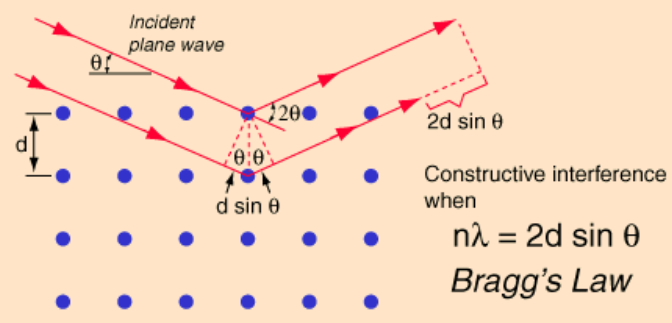 Incident
plane wave
θ
2θ
d
θ θ
d sin θ
2d sin θ
Constructive interference
when
nλ = 2d sin θ
Bragg's Law